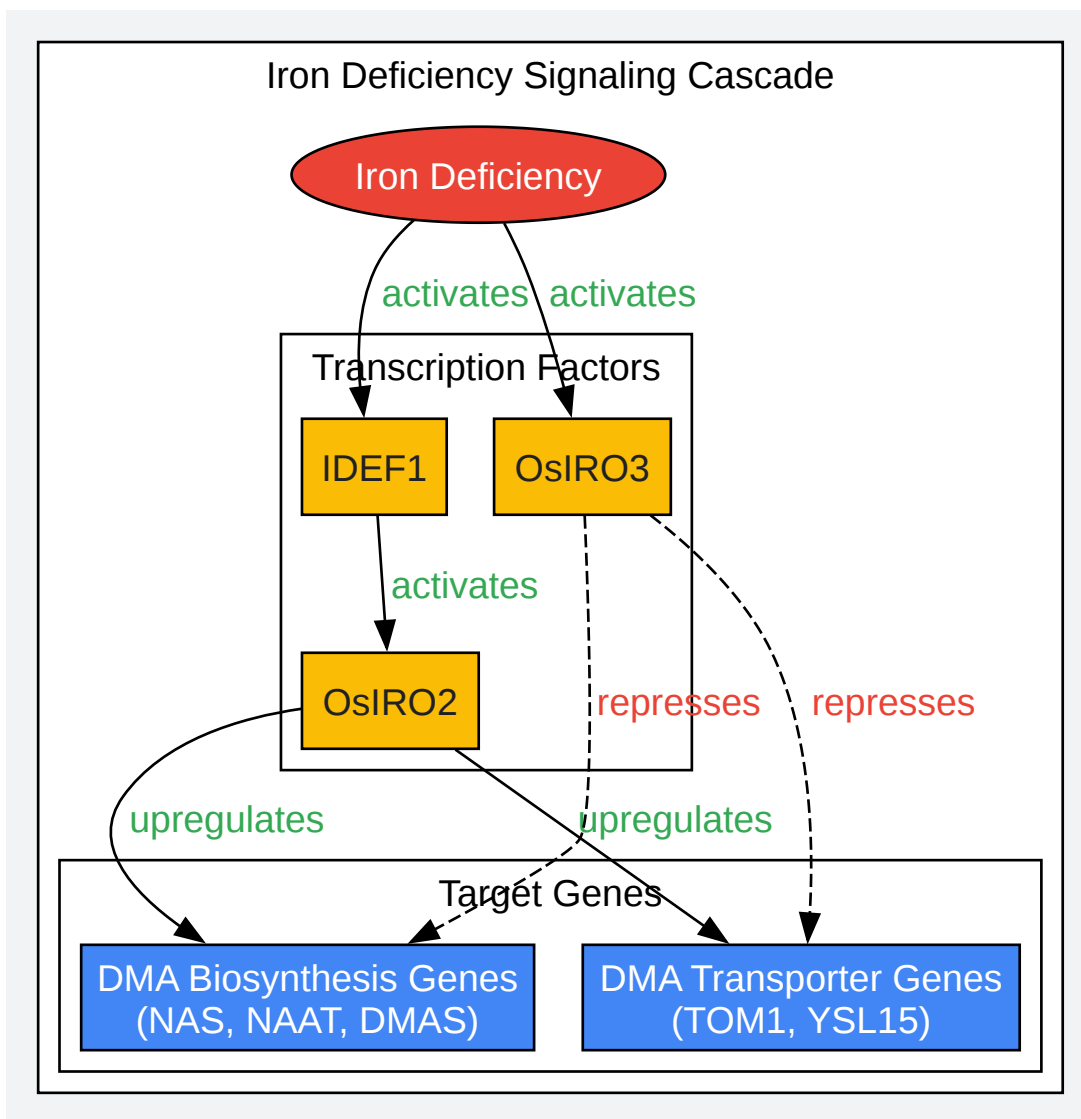 Iron Deficiency Signaling Cascade
Iron Deficiency
activates
activates
Transcription Factors
IDEF1
OsIRO3
activates
OsIRO2
represses
represses
upregulates
upregulates
Target Genes
DMA Biosynthesis Genes
(NAS, NAAT, DMAS)
DMA Transporter Genes
(TOM1, YSL15)